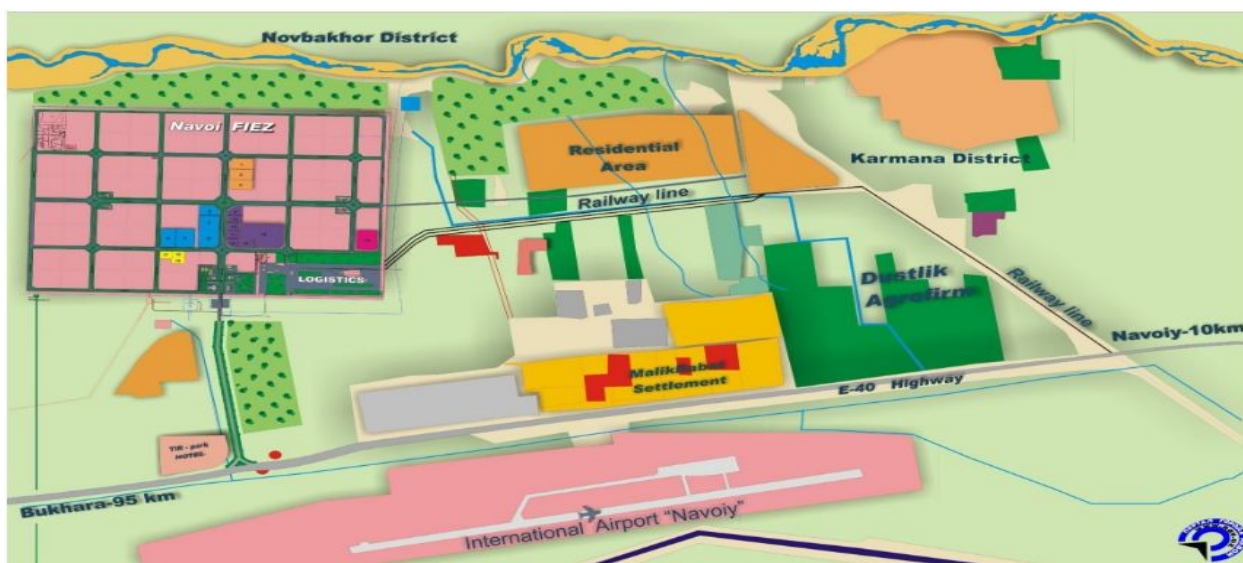 Novbakhor District
Navoi FIEZ
Residential
Area
Karmana District
Railway line
LOGISTICS
Dustlik
Agrofirm
Railway line
Navoiy-10km
Malikrabat
Settlement
E-40 Highway
TIR - park
HOTEL
Bukhara-95 km
International Airport "Navoiy"